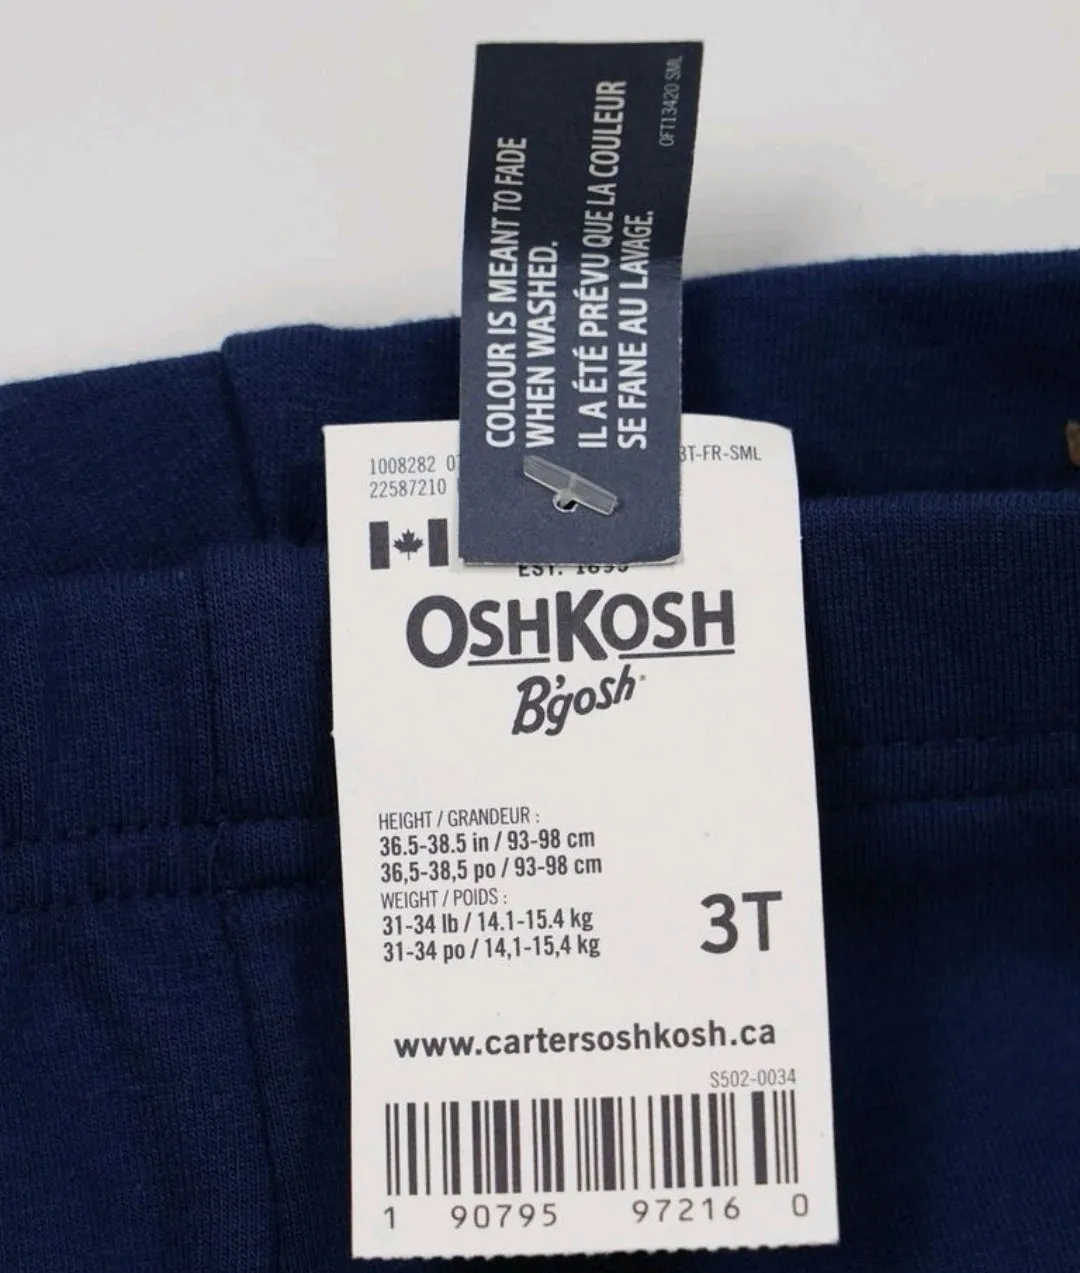 COLOUR IS MEANT TO FADE
WHEN WASHED.
IL A ÉTÉ PRÉVU QUE LA COULEUR
SE FANE AU LAVAGE.
OFT13420 SML
1008282
22587210
3T-FR-SML
EST. 1895
OSHKOSH
B'gosh
HEIGHT / GRANDEUR :
36.5-38.5 in / 93-98 cm
36,5-38,5 po / 93-98 cm
WEIGHT / POIDS :
31-34 lb / 14.1-15.4 kg
31-34 po / 14,1-15,4 kg
3T
www.cartersoshkosh.ca
S502-0034
1 90795 97216 0